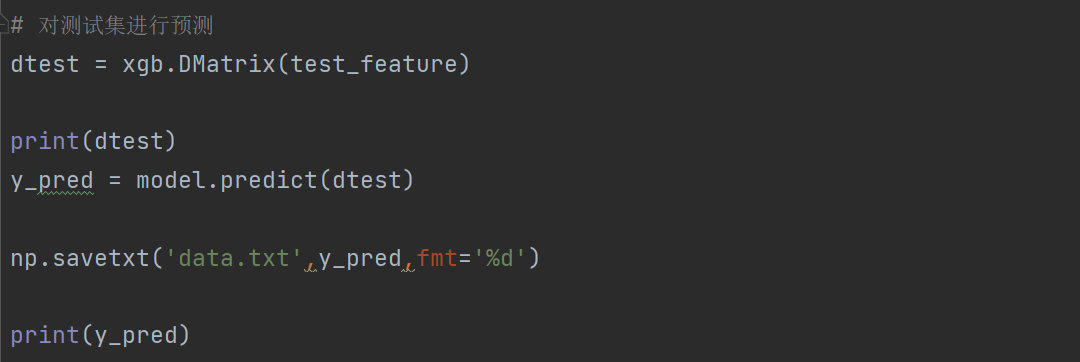 # 对测试集进行预测
dtest = xgb.DMatrix(test_feature)
print(dtest)
y_pred = model.predict(dtest)
np.savetxt('data.txt',y_pred,fmt='%d')
print(y_pred)